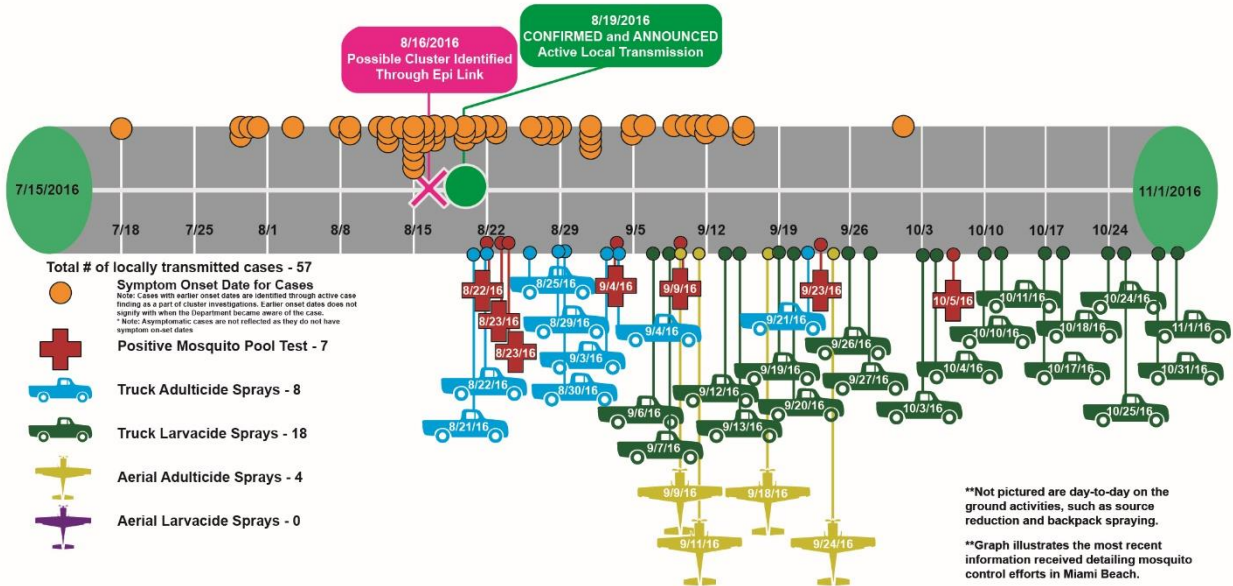 8/16/2016
Possible Cluster Identified
Through Epi Link
8/19/2016
CONFIRMED and ANNOUNCED
Active Local Transmission
7/15/2016
11/1/2016
7/18
7/25
8/1
8/8
8/15
8/22
8/29
9/5
9/12
9/19
9/26
10/3
10/10
10/17
10/24
Total # of locally transmitted cases - 57
Symptom Onset Date for Cases
Note: Cases with earlier onset dates are identified through active case
finding as a part of cluster investigations. Earlier onset dates does not
signify with when the Department became aware of the case.
* Note: Asymptomatic cases are not reflected as they do not have
symptom on-set dates
Positive Mosquito Pool Test - 7
Truck Adulticide Sprays - 8
Truck Larvacide Sprays - 18
Aerial Adulticide Sprays - 4
Aerial Larvacide Sprays - 0
8/22/16
8/23/16
8/23/16
8/22/16
8/21/16
8/25/16
8/29/16
9/3/16
8/30/16
9/4/16
9/4/16
9/6/16
9/7/16
9/9/16
9/12/16
9/13/16
9/9/16
9/11/16
9/21/16
9/19/16
9/20/16
9/18/16
9/23/16
9/26/16
9/27/16
9/24/16
10/5/16
10/4/16
10/3/16
10/11/16
10/10/16
10/18/16
10/17/16
10/24/16
10/25/16
11/1/16
10/31/16
**Not pictured are day-to-day on the
ground activities, such as source
reduction and backpack spraying.
**Graph illustrates the most recent
information received detailing mosquito
control efforts in Miami Beach.